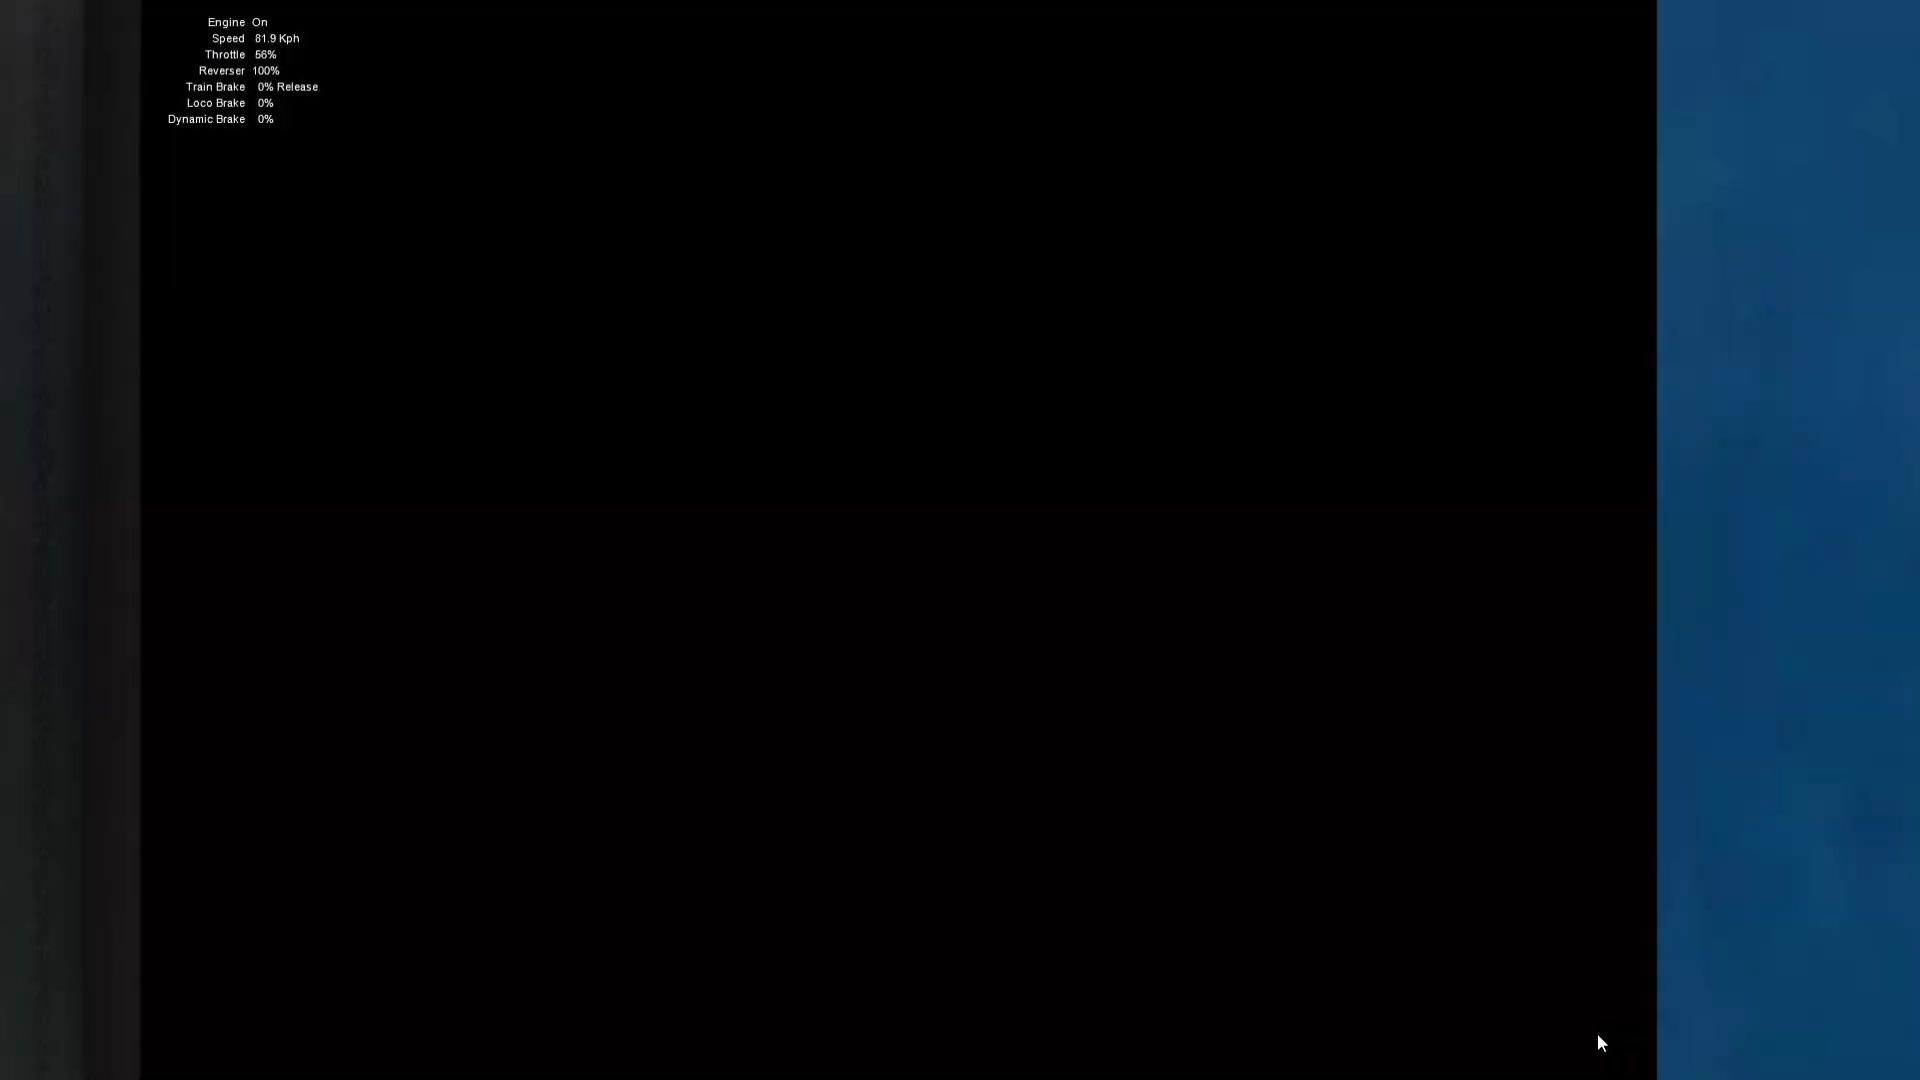 Engine On
Speed 81.9 Kph
Throttle 56%
Reverser 100%
Train Brake 0% Release
Loco Brake 0%
Dynamic Brake 0%